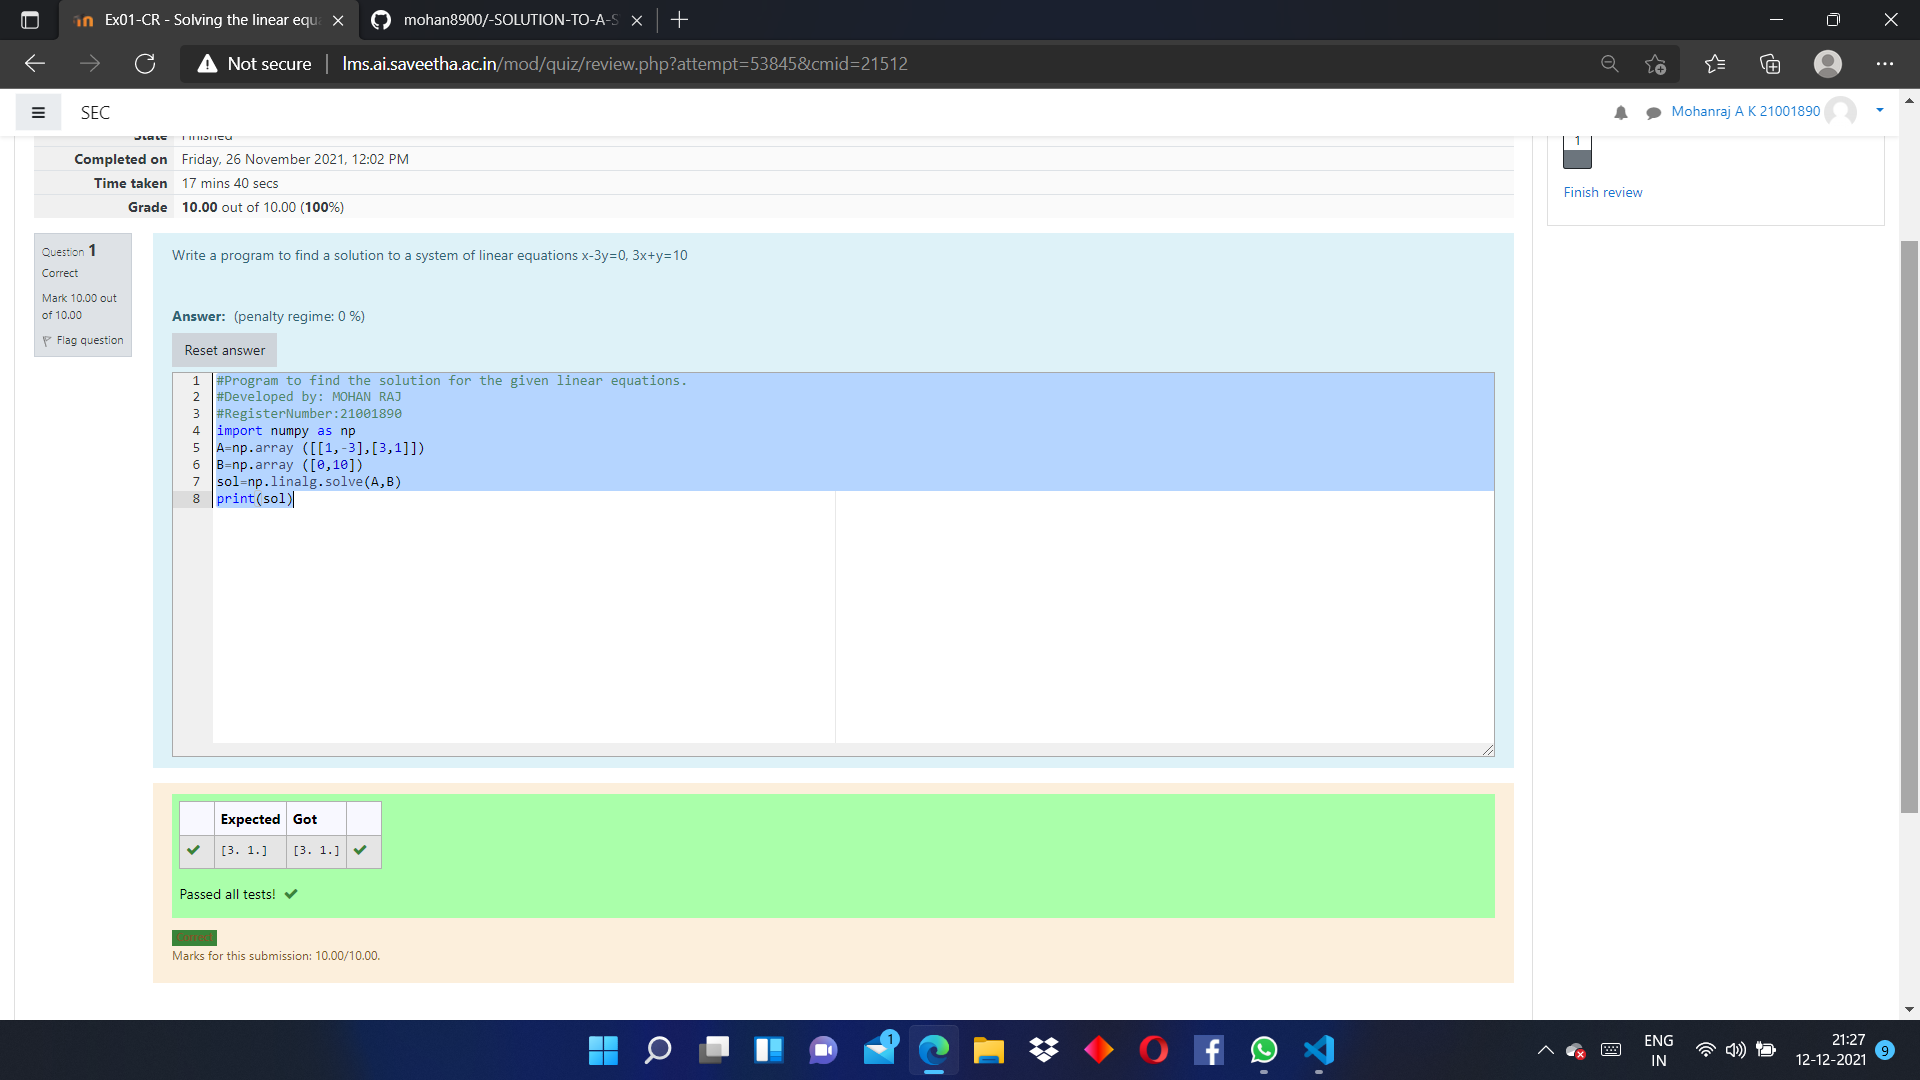 Ex01-CR - Solving the linear equ
mohan8900/-SOLUTION-TO-A-S
Not secure
lms.ai.saveetha.ac.in/mod/quiz/review.php?attempt=53845&cmid=21512
SEC
Mohanraj A K 21001890
State Finished
Completed on Friday, 26 November 2021, 12:02 PM
Time taken 17 mins 40 secs
Grade 10.00 out of 10.00 (100%)
1
Finish review
Question 1
Correct
Mark 10.00 out
of 10.00
Flag question
Write a program to find a solution to a system of linear equations x-3y=0, 3x+y=10
Answer: (penalty regime: 0 %)
Reset answer
1 #Program to find the solution for the given linear equations.
2 #Developed by: MOHAN RAJ
3 #RegisterNumber:21001890
4 import numpy as np
5 A=np.array ([[1,-3],[3,1]])
6 B=np.array ([0,10])
7 sol=np.linalg.solve(A,B)
8 print(sol)
Expected Got
[3. 1.] [3. 1.]
Passed all tests!
Correct
Marks for this submission: 10.00/10.00.
1
ENG
IN
21:27
12-12-2021
9